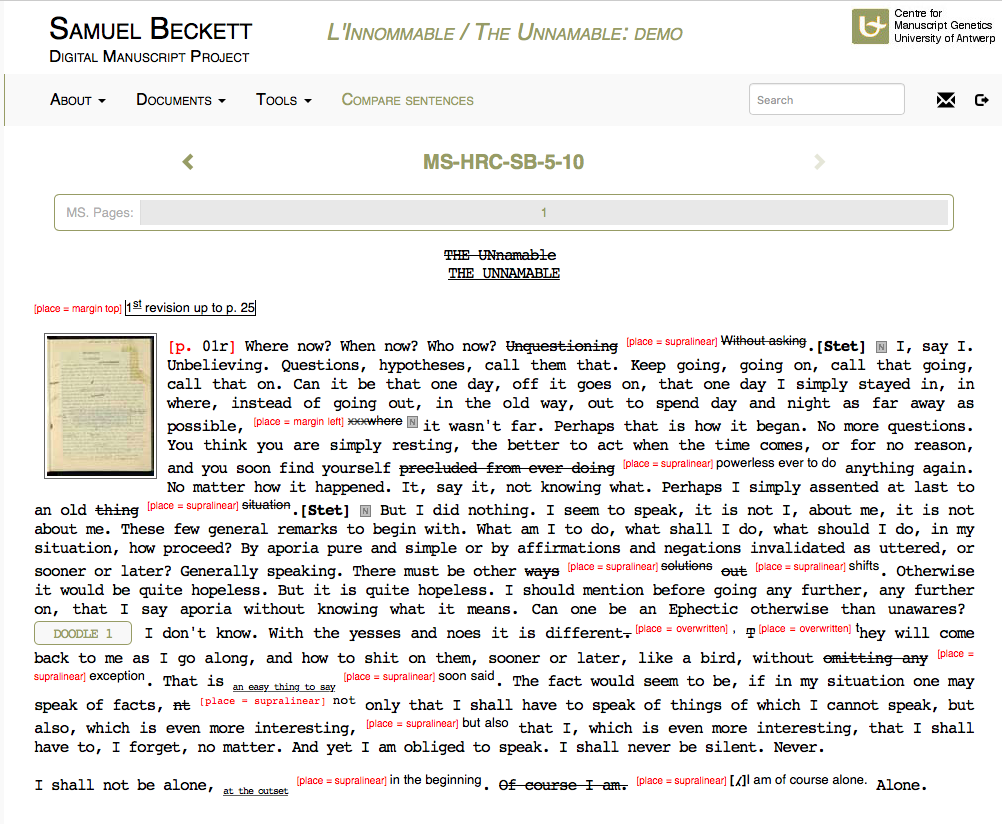 SAMUEL BECKETT
DIGITAL MANUSCRIPT PROJECT
L'INNOMMABLE / THE UNNAMABLE: DEMO
Centre for
Manuscript Genetics
University of Antwerp
ABOUT
DOCUMENTS
TOOLS
COMPARE SENTENCES
Search
MS-HRC-SB-5-10
MS. Pages:
1
THE UNnamable
THE UNNAMABLE
[place = margin top] 1st revision up to p. 25
[p. 01r] Where now? When now? Who now? Unquestioning [place = supralinear] Without asking.[Stet] N I, say I.
Unbelieving. Questions, hypotheses, call them that. Keep going, going on, call that going,
call that on. Can it be that one day, off it goes on, that one day I simply stayed in, in
where, instead of going out, in the old way, out to spend day and night as far away as
possible, [place = margin left] xxxwhere N it wasn't far. Perhaps that is how it began. No more questions.
You think you are simply resting, the better to act when the time comes, or for no reason,
and you soon find yourself precluded from ever doing [place = supralinear] powerless ever to do anything again.
No matter how it happened. It, say it, not knowing what. Perhaps I simply assented at last to
an old thing [place = supralinear] situation.[Stet] N But I did nothing. I seem to speak, it is not I, about me, it is not
about me. These few general remarks to begin with. What am I to do, what shall I do, what should I do, in my
situation, how proceed? By aporia pure and simple or by affirmations and negations invalidated as uttered, or
sooner or later? Generally speaking. There must be other ways [place = supralinear] solutions out [place = supralinear] shifts. Otherwise
it would be quite hopeless. But it is quite hopeless. I should mention before going any further, any further
on, that I say aporia without knowing what it means. Can one be an Ephectic otherwise than unawares?
DOODLE 1 I don't know. With the yesses and noes it is different. [place = overwritten] , T [place = overwritten] they will come
back to me as I go along, and how to shit on them, sooner or later, like a bird, without omitting any [place =
supralinear] exception. That is an easy thing to say [place = supralinear] soon said. The fact would seem to be, if in my situation one may
speak of facts, nt [place = supralinear] not only that I shall have to speak of things of which I cannot speak, but
also, which is even more interesting, [place = supralinear] but also that I, which is even more interesting, that I shall
have to, I forget, no matter. And yet I am obliged to speak. I shall never be silent. Never.
I shall not be alone, at the outset [place = supralinear] in the beginning. Of course I am. [place = supralinear] [/]I am of course alone. Alone.